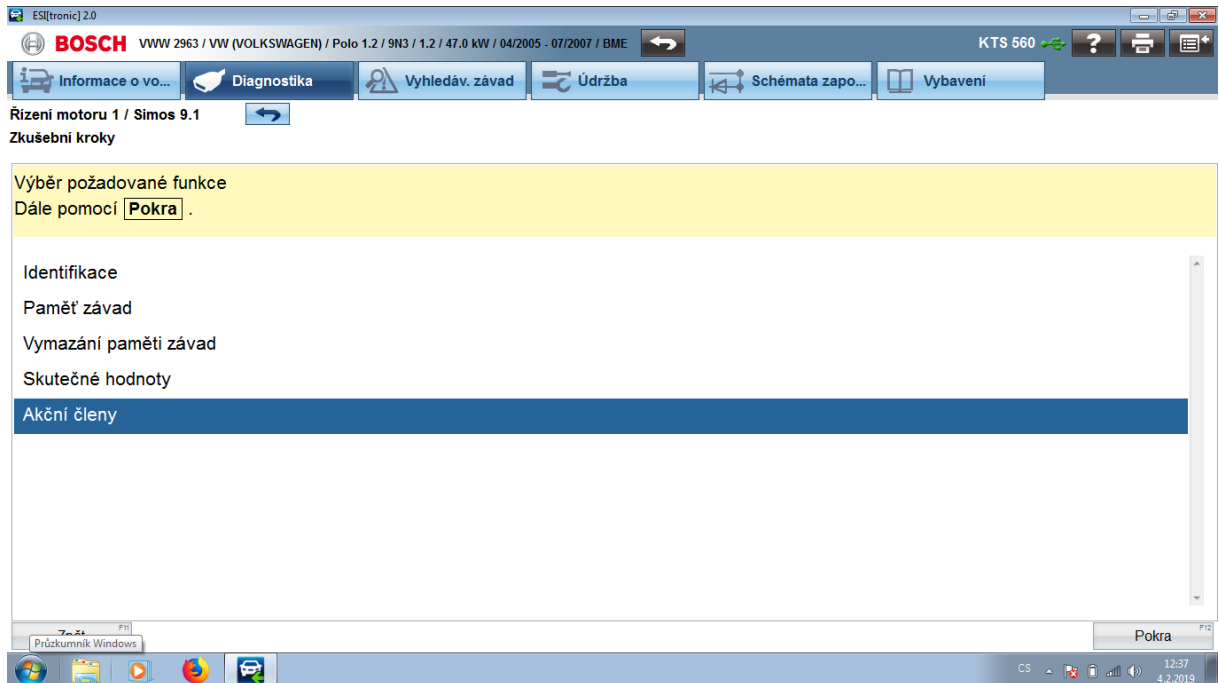 ESI[tronic] 2.0
BOSCH VWW 2963 / VW (VOLKSWAGEN) / Polo 1.2 / 9N3 / 1.2 / 47.0 kW / 04/2005 - 07/2007 / BME KTS 560 ?
Informace o vo... Diagnostika Vyhledáv. závad Údržba Schémata zapo... Vybavení
Řízení motoru 1 / Simos 9.1
Zkušební kroky
Výběr požadované funkce
Dále pomocí Pokra .
Identifikace
Paměť závad
Vymazání paměti závad
Skutečné hodnoty
Akční členy
Zpět F11 Pokra F12
Průzkumník Windows
CS 12:37
4.2.2019